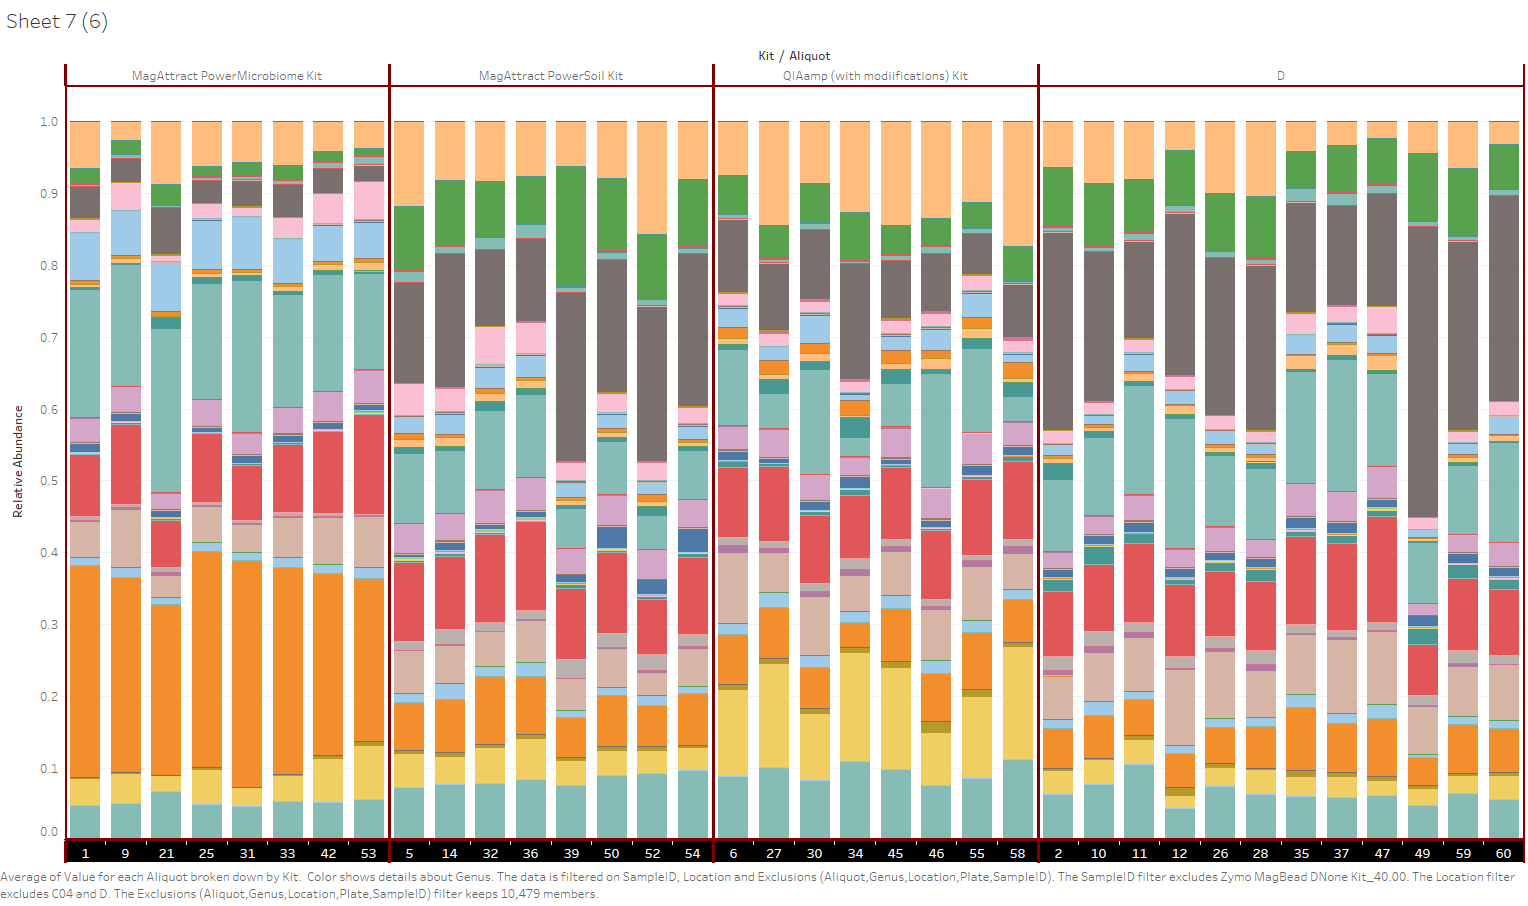 Sheet 7 (6)
Kit / Aliquot
MagAttract PowerMicrobiome Kit MagAttract PowerSoil Kit QIAamp (with modiifications) Kit D
1.0
0.9
0.8
0.7
0.6
0.5
0.4
0.3
0.2
0.1
0.0
Relative Abundance
1 9 21 25 31 33 42 53 5 14 32 36 39 50 52 54 6 27 30 34 45 46 55 58 2 10 11 12 26 28 35 37 47 49 59 60
Average of Value for each Aliquot broken down by Kit. Color shows details about Genus. The data is filtered on SampleID, Location and Exclusions (Aliquot,Genus,Location,Plate,SampleID). The SampleID filter excludes Zymo MagBead DNone Kit_40.00. The Location filter
excludes C04 and D. The Exclusions (Aliquot,Genus,Location,Plate,SampleID) filter keeps 10,479 members.